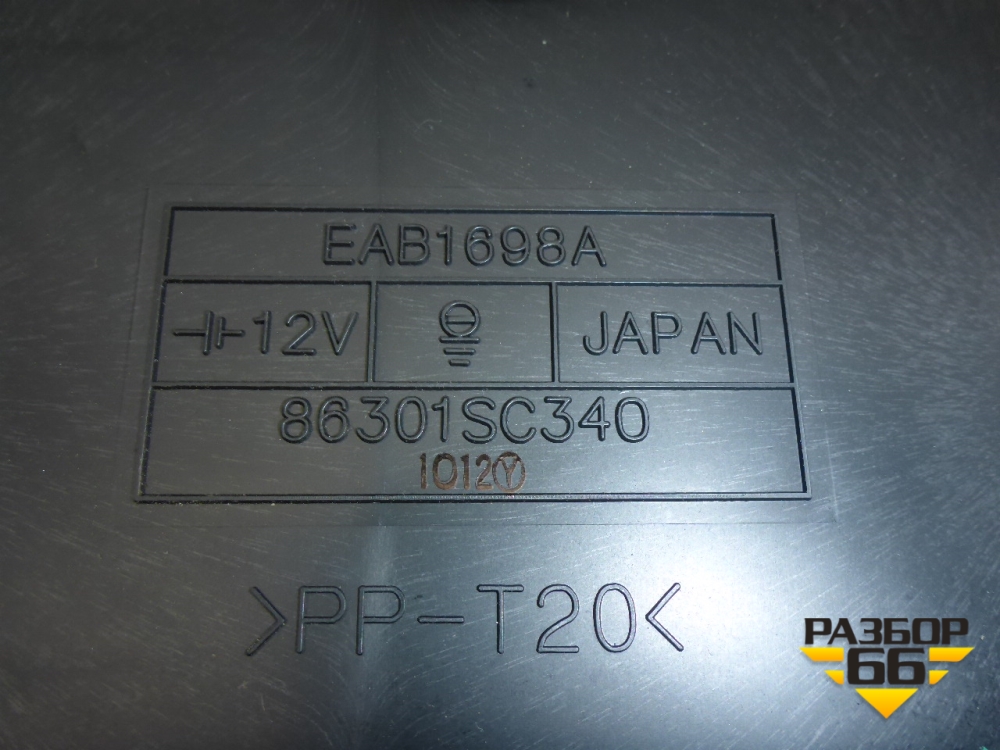 EAB1698A
12V
JAPAN
86301SC340
1012Ⓨ
>PP-T20<
РАЗБОР
66